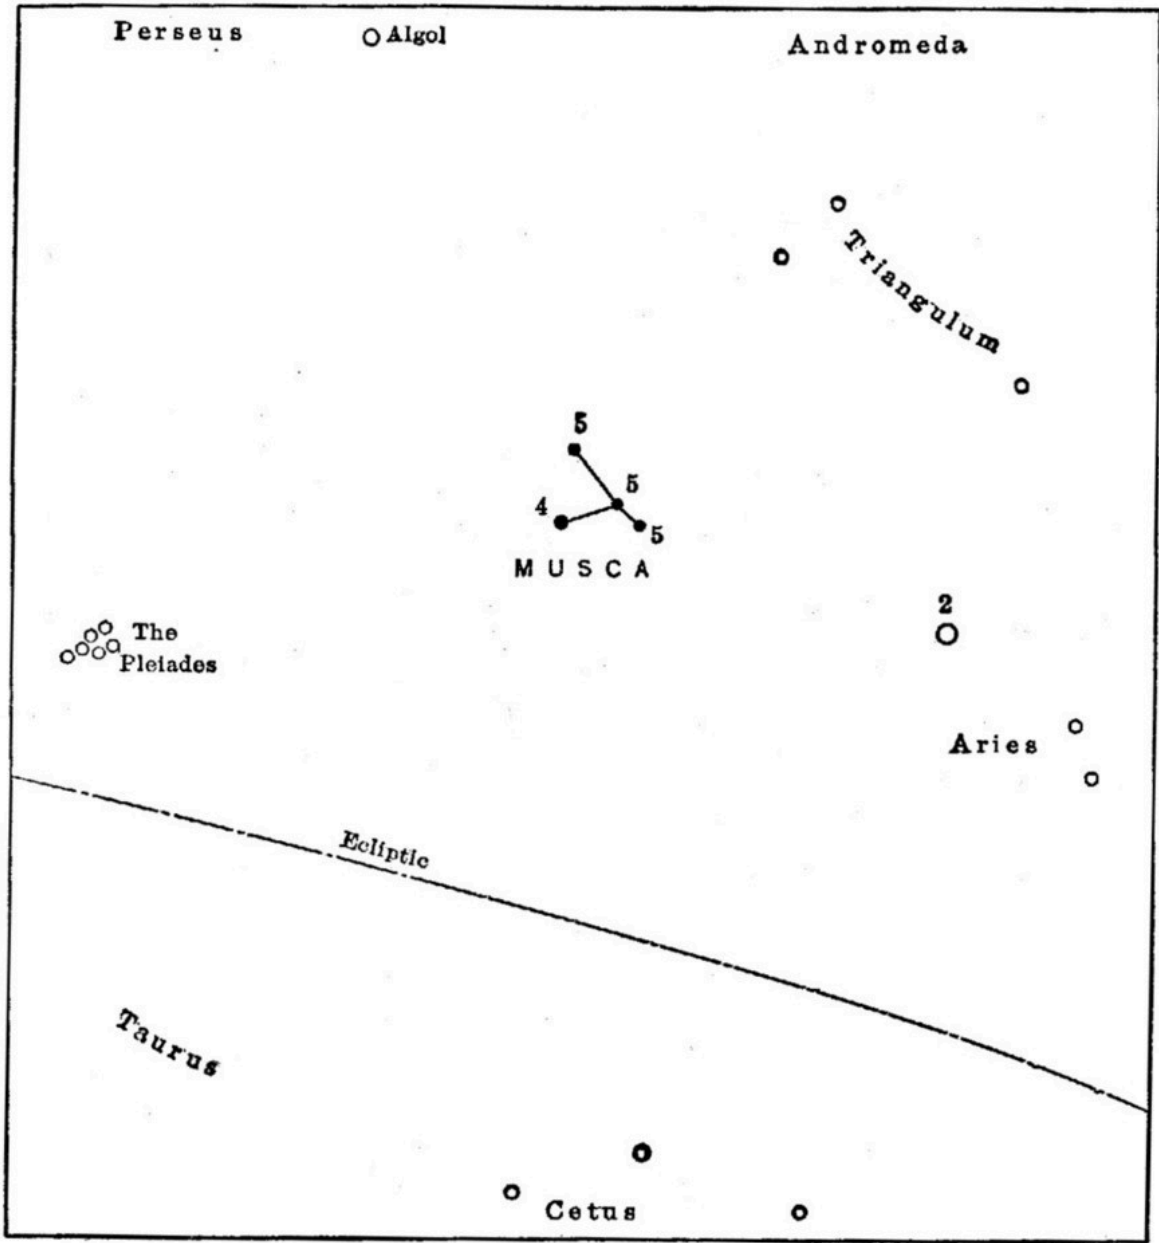 Perseus
Algol
Andromeda
Triangulum
5
5
4
5
MUSCA
2
The
Pleiades
Aries
Ecliptic
Taurus
Cetus